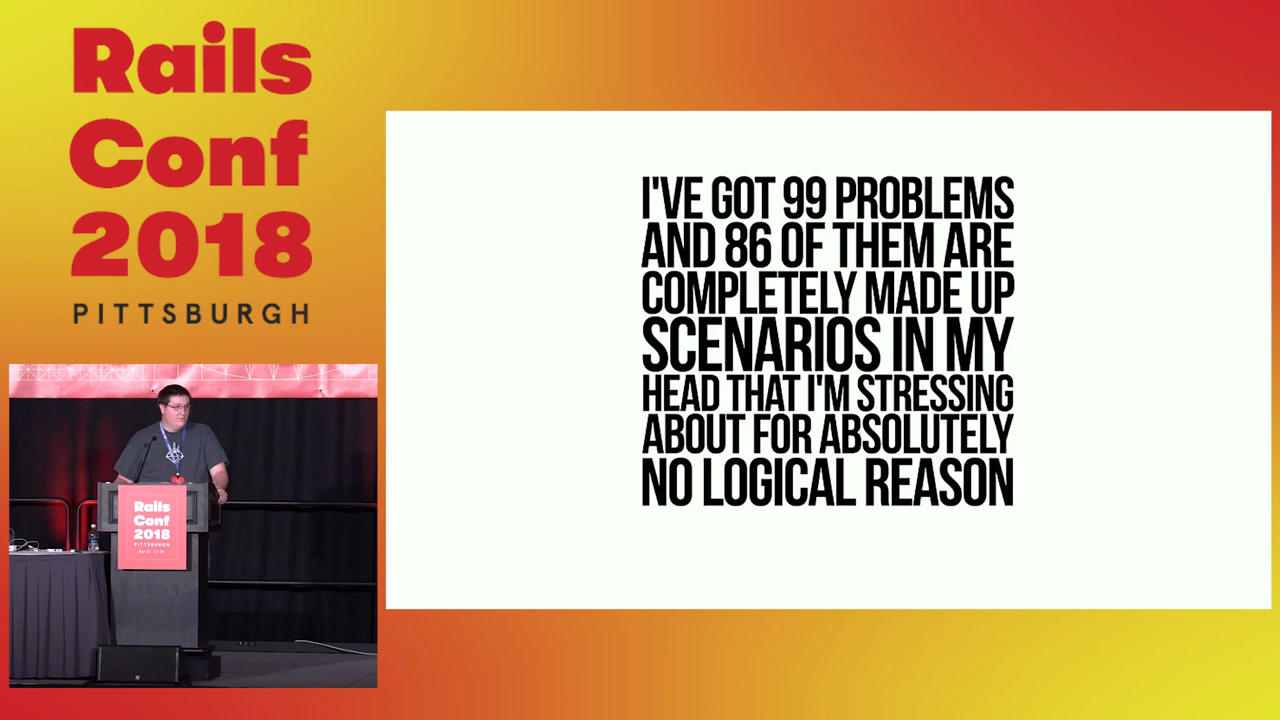 Rails
Conf
2018
PITTSBURGH
I'VE GOT 99 PROBLEMS
AND 86 OF THEM ARE
COMPLETELY MADE UP
SCENARIOS IN MY
HEAD THAT I'M STRESSING
ABOUT FOR ABSOLUTELY
NO LOGICAL REASON
Rails
Conf
2018
PITTSBURGH